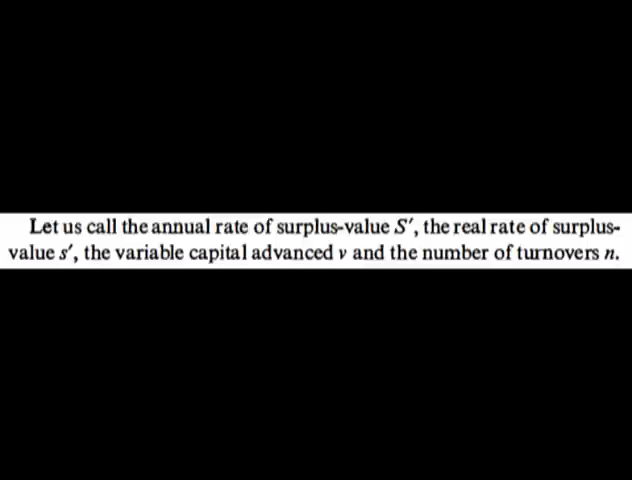 Let us call the annual rate of surplus-value S′, the real rate of surplus-
value s′, the variable capital advanced v and the number of turnovers n.